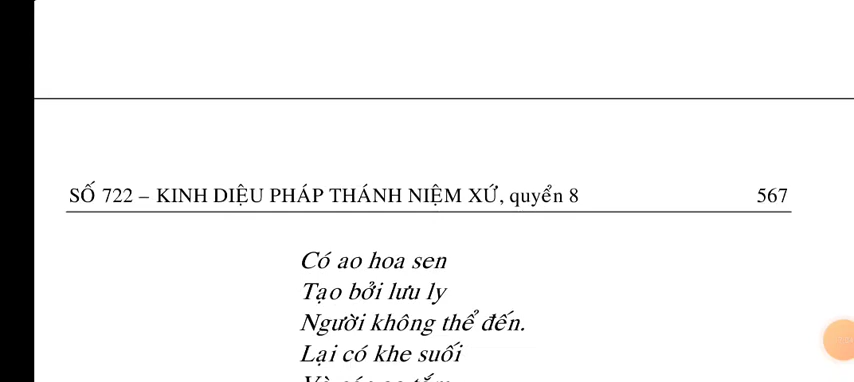 SỐ 722 – KINH DIỆU PHÁP THÁNH NIỆM XỨ, quyển 8 567
Có ao hoa sen
Tạo bởi lưu ly
Người không thể đến.
Lại có khe suối